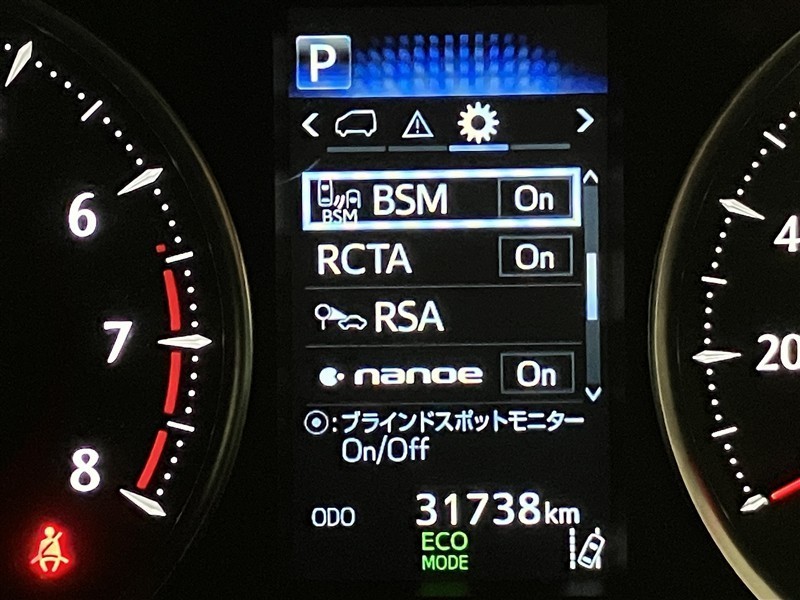 P
BSM
BSM On
RCTA On
RSA
nanoe On
:ブラインドスポットモニター
On/Off
ODO 31738km
ECO
MODE
6
7
8
4
20